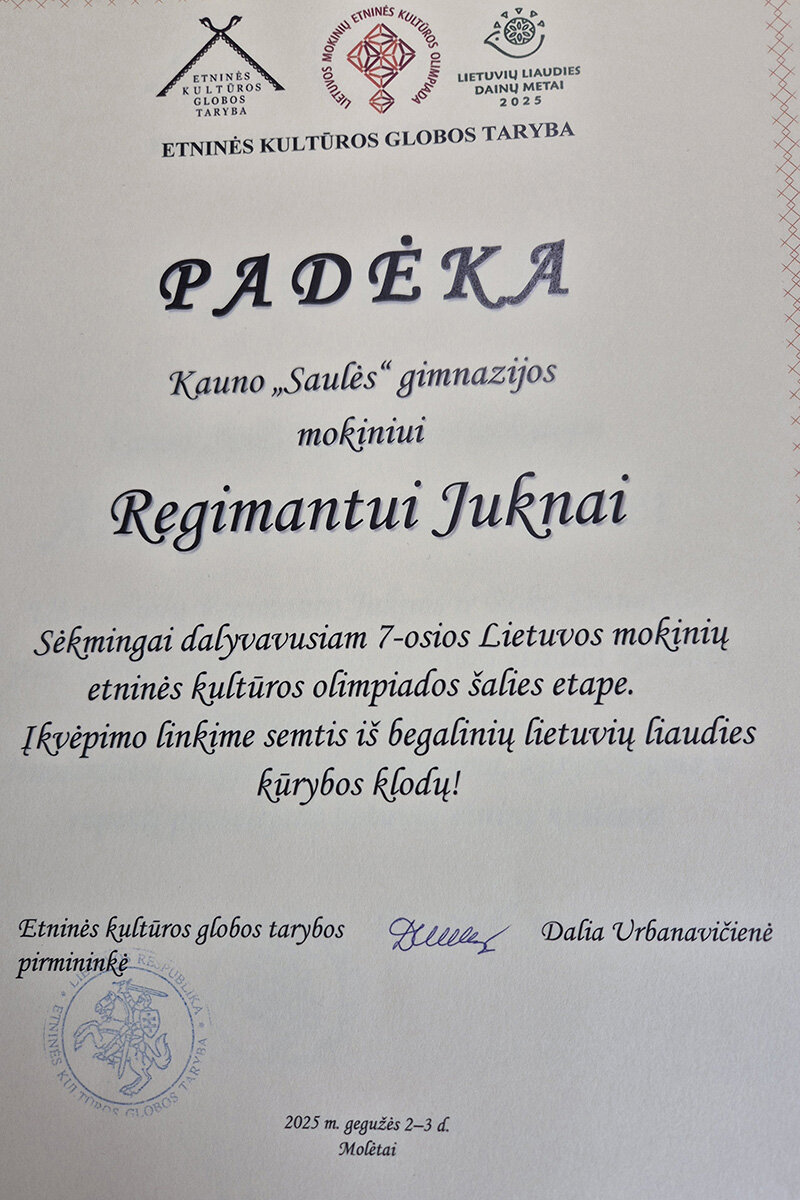 ETNINĖS
KULTŪROS
GLOBOS
TARYBA
LIETUVOS MOKINIŲ ETNINĖS KULTŪROS OLIMPIADA
LIETUVIŲ LIAUDIES
DAINŲ METAI
2025
ETNINĖS KULTŪROS GLOBOS TARYBA
PADĖKA
Kauno „Saulės“ gimnazijos
mokiniui
Regimantui Juknai
Sėkmingai dalyvavusiam 7-osios Lietuvos mokinių
etninės kultūros olimpiados šalies etape.
Įkvėpimo linkime semtis iš begalinių lietuvių liaudies
kūrybos klodų!
Etninės kultūros globos tarybos
pirmininkė
Dalia Urbanavičienė
LIETUVOS RESPUBLIKA
ETNINĖS KULTŪROS GLOBOS TARYBA
2025 m. gegužės 2–3 d.
Molėtai